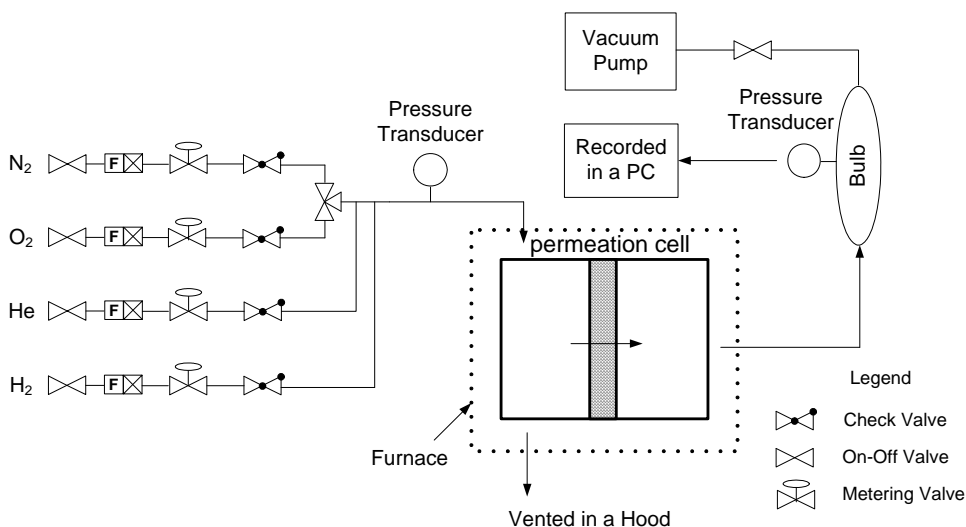 Vacuum
Pump
Pressure
Transducer
Pressure
Transducer
Recorded
in a PC
Bulb
N₂
F
O₂
F
He
F
H₂
F
permeation cell
Furnace
Vented in a Hood
Legend
Check Valve
On-Off Valve
Metering Valve